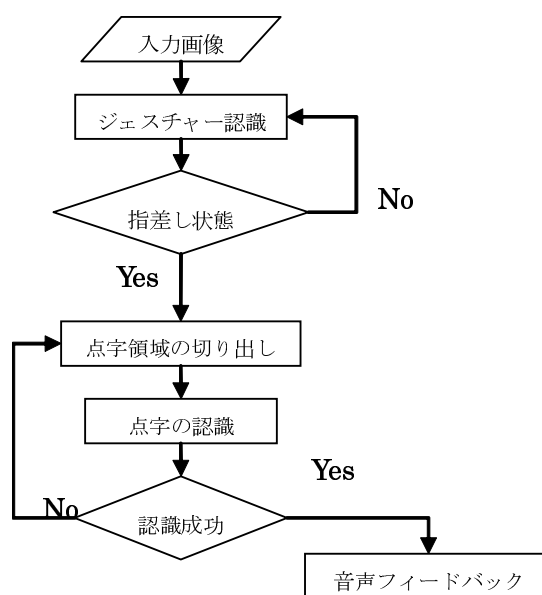 入力画像
ジェスチャー認識
指差し状態
No
Yes
点字領域の切り出し
点字の認識
Yes
No
認識成功
音声フィードバック